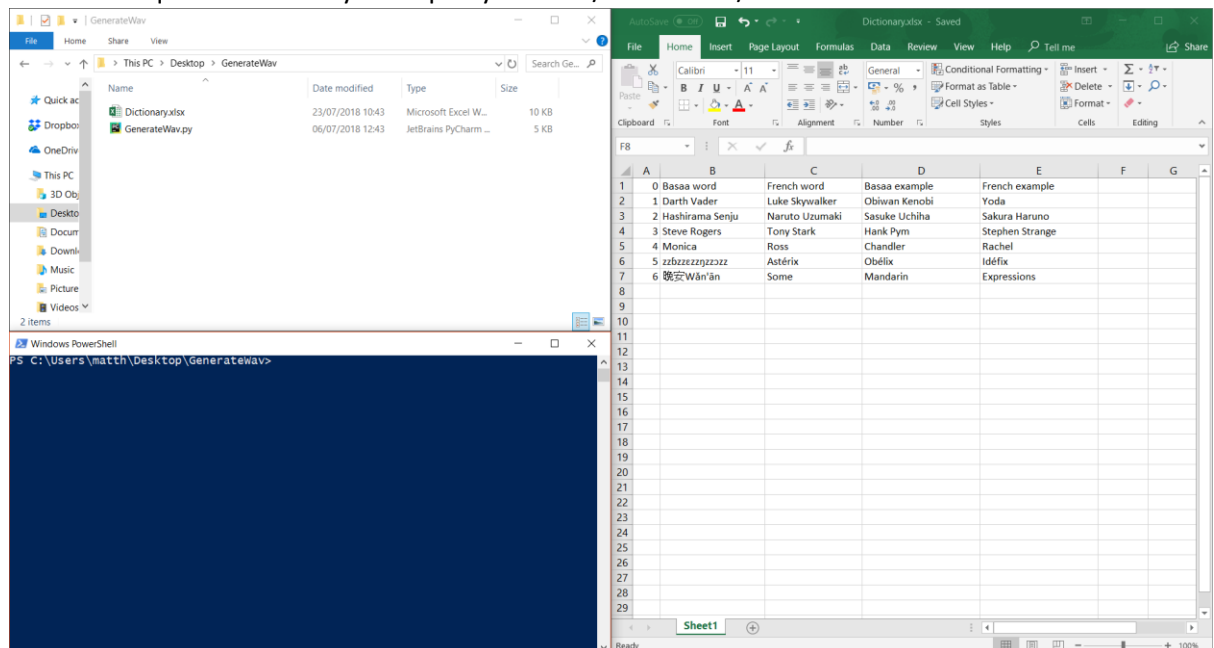 GenerateWav
File Home Share View
This PC > Desktop > GenerateWav
Search Ge...
Name Date modified Type Size
Quick ac
Dropbo
OneDriv
This PC
3D Obj
Deskto
Docum
Downl
Music
Picture
Videos
Dictionary.xlsx 23/07/2018 10:43 Microsoft Excel W... 10 KB
GenerateWav.py 06/07/2018 12:43 JetBrains PyCharm ... 5 KB
2 items
Windows PowerShell
PS C:\Users\matth\Desktop\GenerateWav>
AutoSave Off Dictionary.xlsx - Saved
File Home Insert Page Layout Formulas Data Review View Help Tell me Share
Paste
Calibri 11
B I U
General
Conditional Formatting
Format as Table
Cell Styles
Insert
Delete
Format
Clipboard Font Alignment Number Styles Cells Editing
F8 fx
A B C D E F G
1 0 Basaa word French word Basaa example French example
2 1 Darth Vader Luke Skywalker Obiwan Kenobi Yoda
3 2 Hashirama Senju Naruto Uzumaki Sasuke Uchiha Sakura Haruno
4 3 Steve Rogers Tony Stark Hank Pym Stephen Strange
5 4 Monica Ross Chandler Rachel
6 5 zzɓzzɛzzŋzzɔzz Astérix Obélix Idéfix
7 6 晚安Wǎn'ān Some Mandarin Expressions
8
9
10
11
12
13
14
15
16
17
18
19
20
21
22
23
24
25
26
27
28
29
Sheet1
Ready 100%